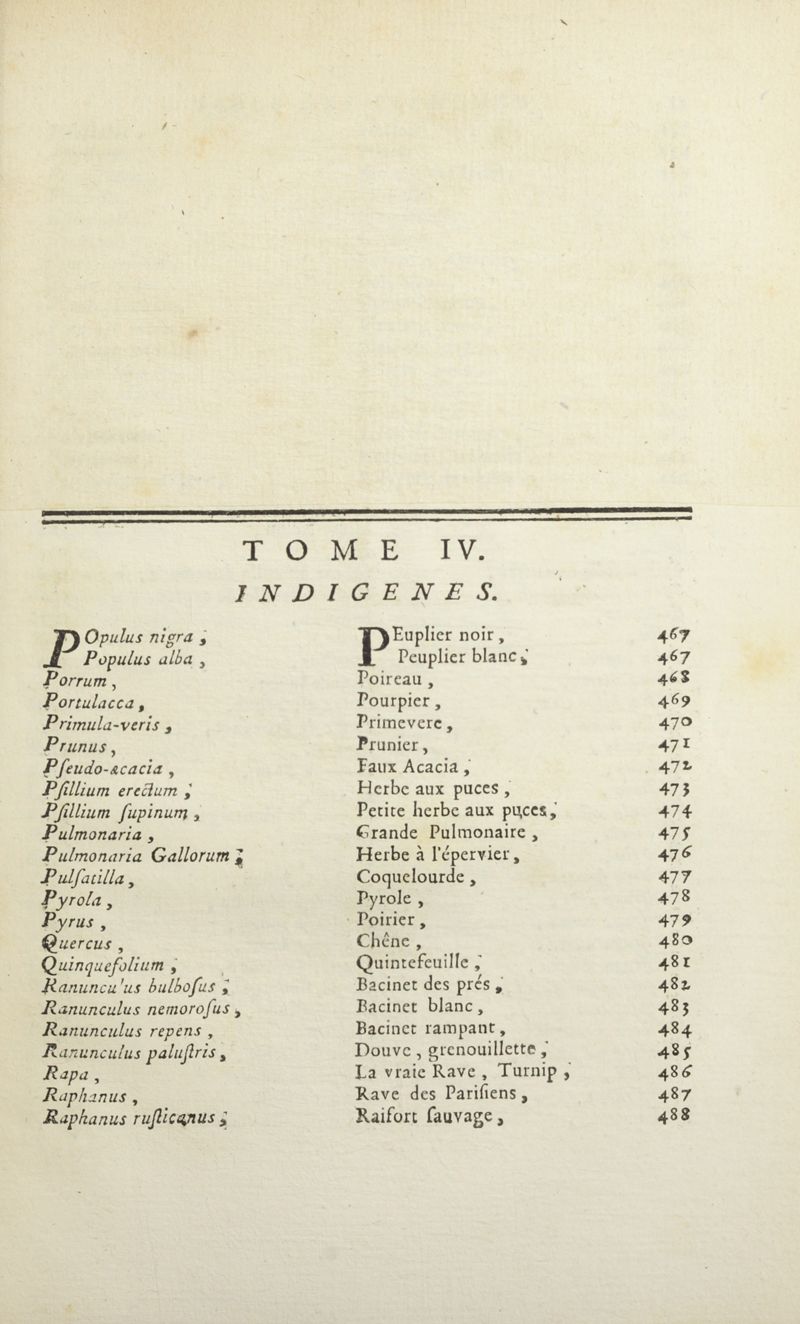 TOME IV.
INDIGENES.
POpulus nigra, PEuplier noir, 467
Populus alba, Peuplier blanc, 467
Porrum, Poireau, 468
Portulacca, Pourpier, 469
Primula-veris, Primevere, 470
Prunus, Prunier, 471
Pſeudo-acacia, Faux Acacia, 472
Pſillium erectum, Herbe aux puces, 473
Pſillium ſupinum, Petite herbe aux puces, 474
Pulmonaria, Grande Pulmonaire, 475
Pulmonaria Gallorum, Herbe à l'épervier, 476
Pulſatilla, Coquelourde, 477
Pyrola, Pyrole, 478
Pyrus, Poirier, 479
Quercus, Chêne, 480
Quinquefolium, Quintefeuille, 481
Ranunculus bulboſus, Bacinet des prés, 482
Ranunculus nemoroſus, Bacinet blanc, 483
Ranunculus repens, Bacinet rampant, 484
Ranunculus paluſtris, Douve, grenouillette, 485
Rapa, La vraie Rave, Turnip, 486
Raphanus, Rave des Pariſiens, 487
Raphanus ruſticanus, Raifort ſauvage, 488